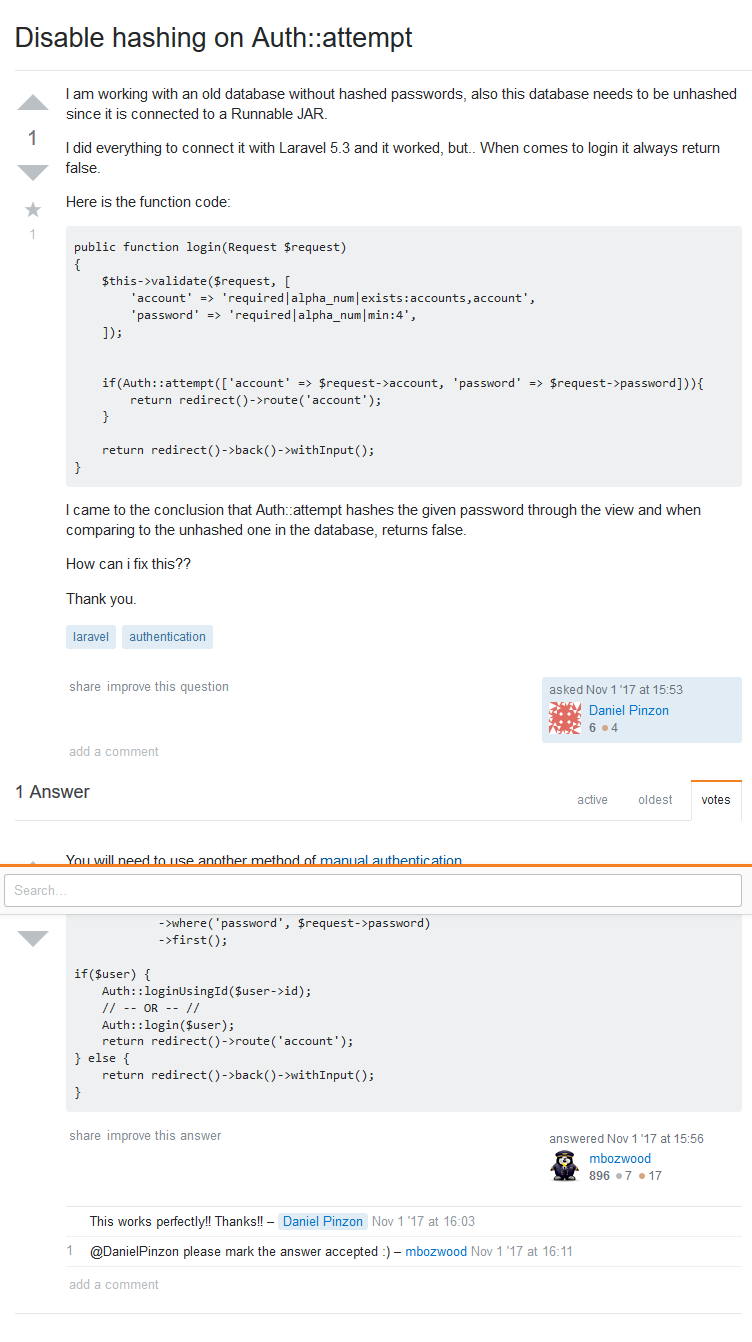 Disable hashing on Auth::attempt
I am working with an old database without hashed passwords, also this database needs to be unhashed
since it is connected to a Runnable JAR.
1
I did everything to connect it with Laravel 5.3 and it worked, but.. When comes to login it always return
false.
Here is the function code:
1
public function login(Request $request)
{
    $this->validate($request, [
        'account' => 'required|alpha_num|exists:accounts,account',
        'password' => 'required|alpha_num|min:4',
    ]);
    if(Auth::attempt(['account' => $request->account, 'password' => $request->password])){
        return redirect()->route('account');
    }
    return redirect()->back()->withInput();
}
I came to the conclusion that Auth::attempt hashes the given password through the view and when
comparing to the unhashed one in the database, returns false.
How can i fix this??
Thank you.
laravel authentication
share improve this question
asked Nov 1 '17 at 15:53
Daniel Pinzon
6 4
add a comment
1 Answer
active oldest votes
You will need to use another method of manual authentication
Search...
            ->where('password', $request->password)
            ->first();
if($user) {
    Auth::loginUsingId($user->id);
    // -- OR -- //
    Auth::login($user);
    return redirect()->route('account');
} else {
    return redirect()->back()->withInput();
}
share improve this answer
answered Nov 1 '17 at 15:56
mbozwood
896 7 17
This works perfectly!! Thanks!! – Daniel Pinzon Nov 1 '17 at 16:03
1 @DanielPinzon please mark the answer accepted :) – mbozwood Nov 1 '17 at 16:11
add a comment